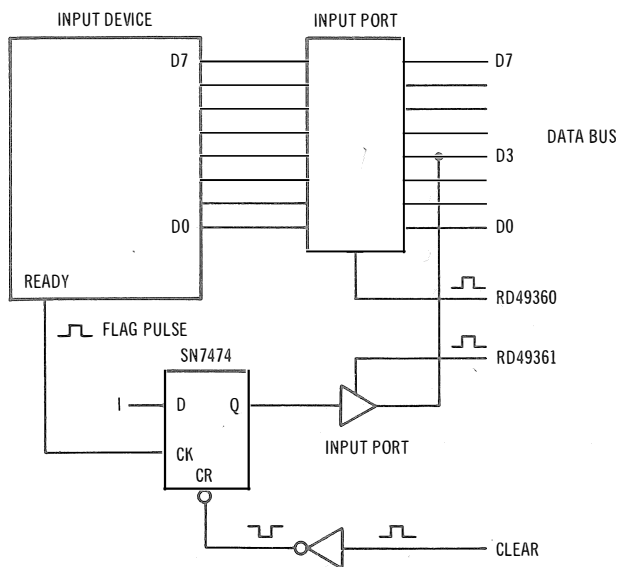 INPUT DEVICE
INPUT PORT
D7
D7
DATA BUS
D3
D0
D0
READY
RD49360
FLAG PULSE
SN7474
RD49361
I
D
Q
INPUT PORT
CK
CR
CLEAR